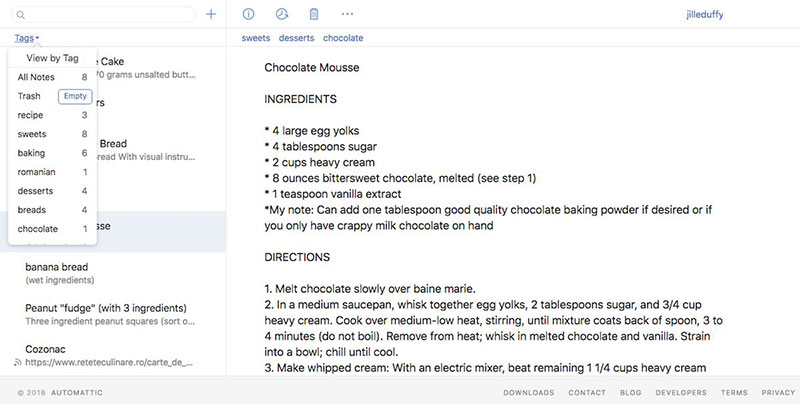 jilleduffy
Tags
sweets desserts chocolate
View by Tag
All Notes 8
Trash Empty
recipe 3
sweets 8
baking 6
romanian 1
desserts 4
breads 4
chocolate 1
Cake
70 grams unsalted butt...
Bread
Bread With visual instru...
banana bread
(wet ingredients)
Peanut "fudge" (with 3 ingredients)
Three ingredient peanut squares (sort o...
Cozonac
https://www.reteteculinare.ro/carte_de_...
Chocolate Mousse
INGREDIENTS
* 4 large egg yolks
* 4 tablespoons sugar
* 2 cups heavy cream
* 8 ounces bittersweet chocolate, melted (see step 1)
* 1 teaspoon vanilla extract
*My note: Can add one tablespoon good quality chocolate baking powder if desired or if
you only have crappy milk chocolate on hand
DIRECTIONS
1. Melt chocolate slowly over baine marie.
2. In a medium saucepan, whisk together egg yolks, 2 tablespoons sugar, and 3/4 cup
heavy cream. Cook over medium-low heat, stirring, until mixture coats back of spoon, 3 to
4 minutes (do not boil). Remove from heat; whisk in melted chocolate and vanilla. Strain
into a bowl; chill until cool.
3. Make whipped cream: With an electric mixer, beat remaining 1 1/4 cups heavy cream
© 2018 AUTOMATTIC
DOWNLOADS CONTACT BLOG DEVELOPERS TERMS PRIVACY